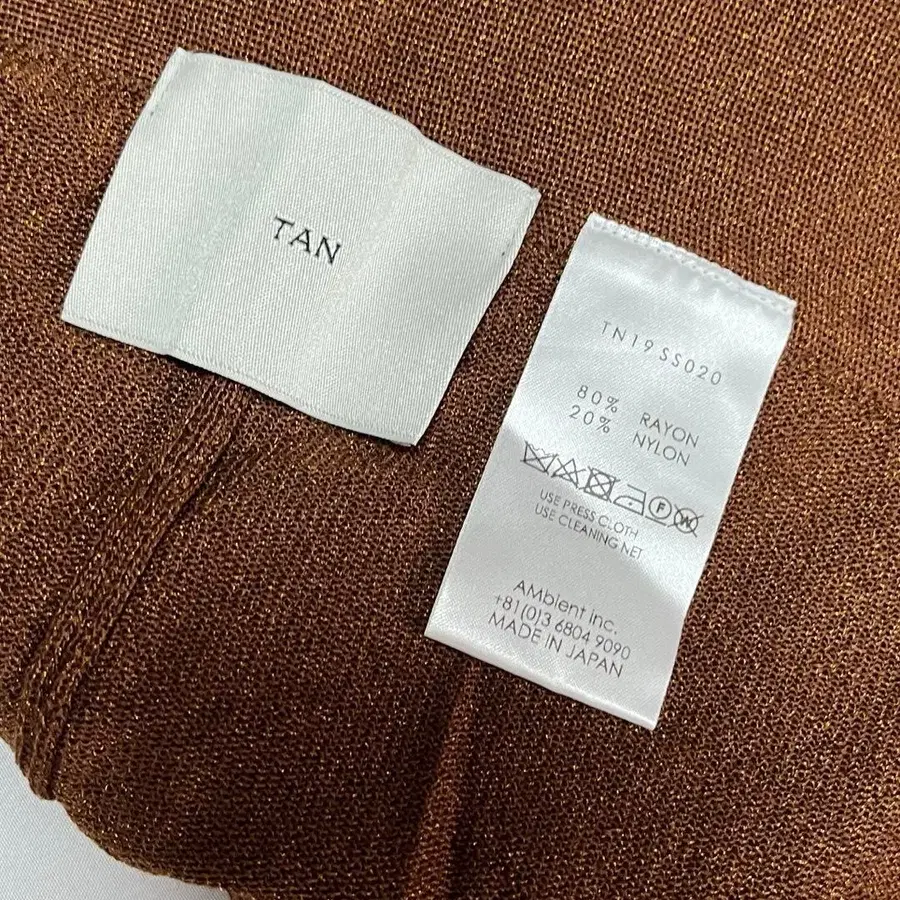 TAN
TN19SS020
80% RAYON
20% NYLON
F W
USE PRESS CLOTH
USE CLEANING NET
AMbient inc.
+81(0)3 6804 9090
MADE IN JAPAN